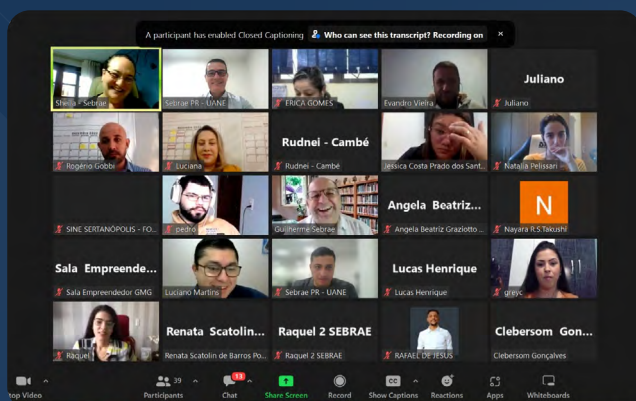 A participant has enabled Closed Captioning Who can see this transcript? Recording on ×
Sheila - Sebrae
Sebrae PR - UANE
ERICA GOMES
Evandro Vieira
Juliano
Juliano
Rogério Gobbi
Luciana
Rudnei - Cambé
Rudnei - Cambé
Jéssica Costa Prado dos Sant...
Natalia Pelissari
SINE SERTANÓPOLIS - FO...
pedro
Guilherme Sebrae
Angela Beatriz...
Angela Beatriz Graziotto ...
N
Nayara R.S.Takushi
Sala Empreende...
Sala Empreendedor GMG
Luciano Martins
Sebrae PR - UANE
Lucas Henrique
Lucas Henrique
greyc
Raquel
Renata Scatolin...
Renata Scatolin de Barros Po...
Raquel 2 SEBRAE
Raquel 2 SEBRAE
RAFAEL DE JESUS
Clebersom Gon...
Clebersom Gonçalves
39
13
CC
top Video
Participants
Chat
Share Screen
Record
Show Captions
Reactions
Apps
Whiteboards